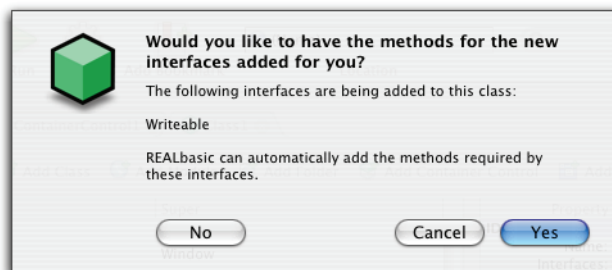 Would you like to have the methods for the new
interfaces added for you?
The following interfaces are being added to this class:
Writeable
REALbasic can automatically add the methods required by
these interfaces.
No
Cancel
Yes
Window